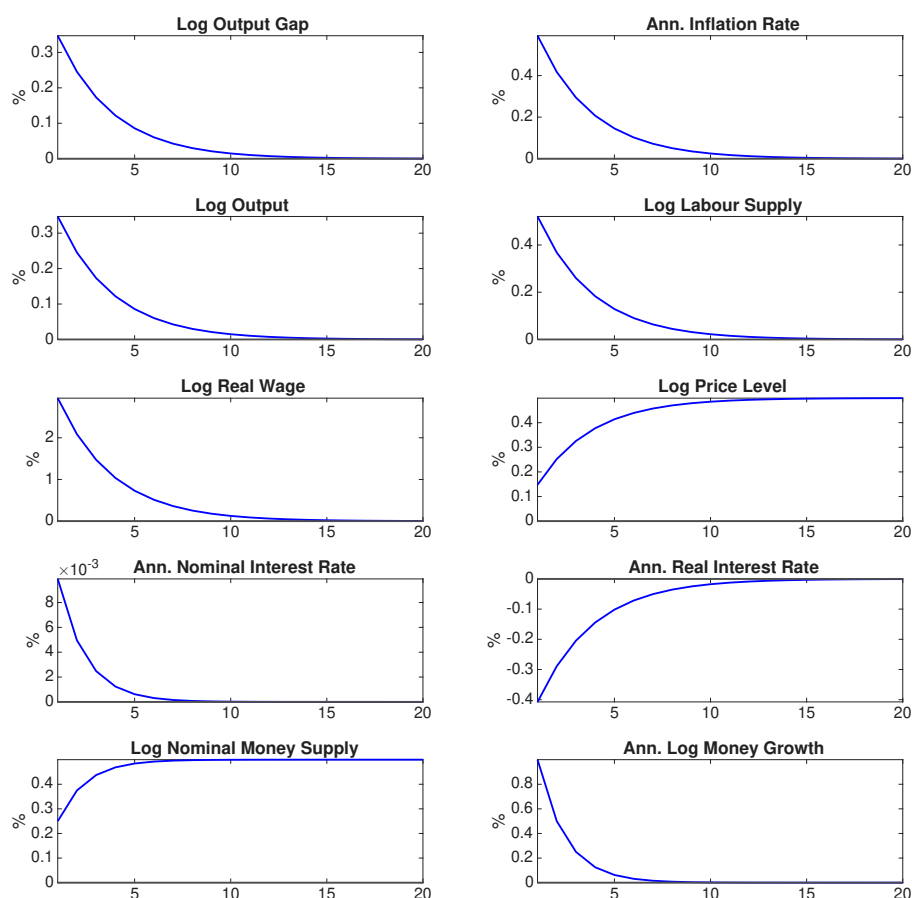 Log Output Gap
0.3
0.2
0.1
0
%
5 10 15 20
Ann. Inflation Rate
0.4
0.2
0
%
5 10 15 20
Log Output
0.3
0.2
0.1
0
%
5 10 15 20
Log Labour Supply
0.4
0.2
0
%
5 10 15 20
Log Real Wage
2
1
0
%
5 10 15 20
Log Price Level
0.4
0.3
0.2
0.1
0
%
5 10 15 20
Ann. Nominal Interest Rate
×10⁻³
8
6
4
2
0
%
5 10 15 20
Ann. Real Interest Rate
0
-0.1
-0.2
-0.3
-0.4
%
5 10 15 20
Log Nominal Money Supply
0.4
0.3
0.2
0.1
0
%
5 10 15 20
Ann. Log Money Growth
0.8
0.6
0.4
0.2
0
%
5 10 15 20